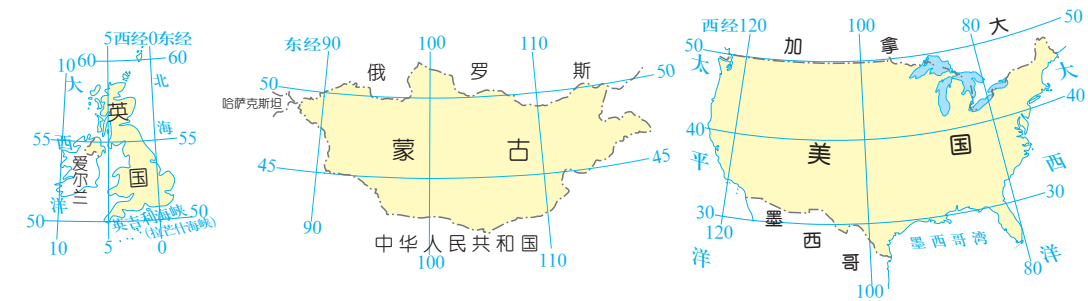 5西经0东经
10 60 60
大
北
英
55 西 海 55
爱尔兰
国
洋
50 50
英吉利海峡
(拉芒什海峡)
10 5 0
东经90 100 110
俄 罗 斯
50 50
哈萨克斯坦
蒙 古
45 45
90
中华人民共和国
100 110
西经120 100 80 50
加 拿 大
50
太 大
40
40
平 美 国 西
30
30
120
墨 西 哥
墨西哥湾
洋 洋
80
100